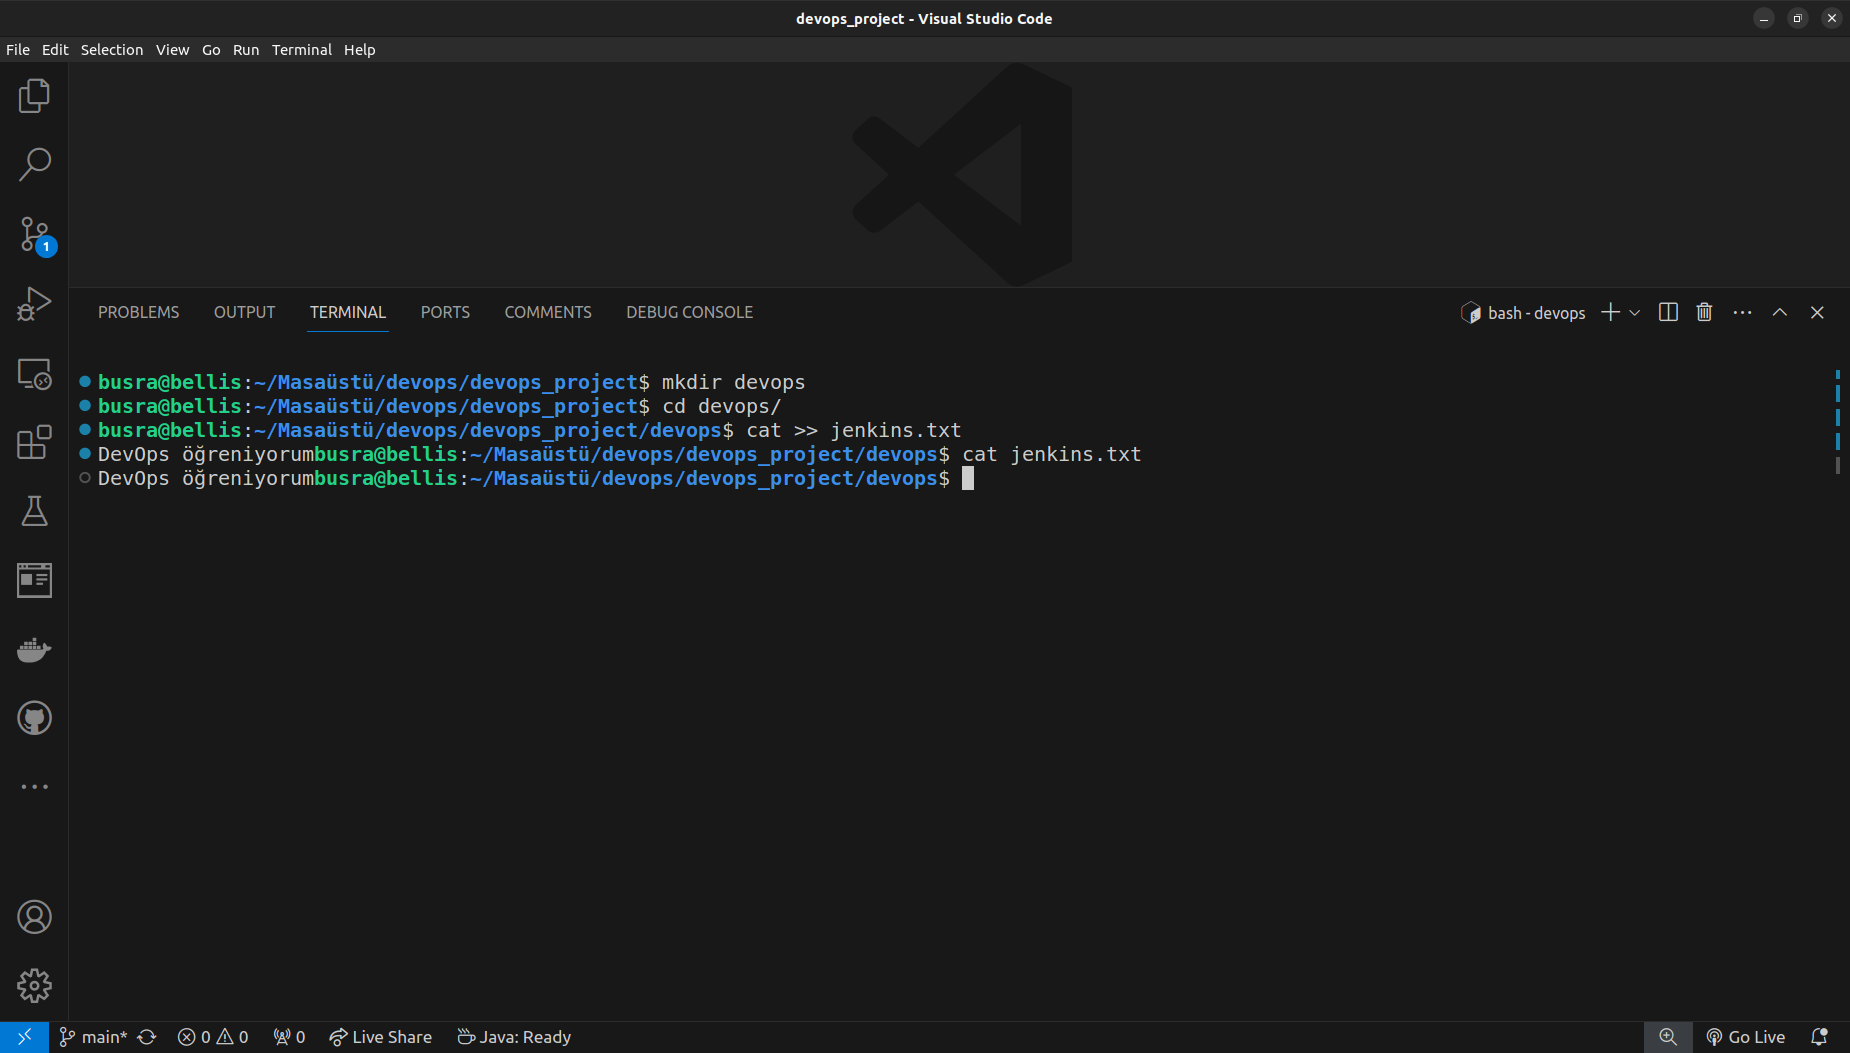 devops_project - Visual Studio Code
File Edit Selection View Go Run Terminal Help
1
PROBLEMS OUTPUT TERMINAL PORTS COMMENTS DEBUG CONSOLE bash - devops
busra@bellis:~/Masaüstü/devops/devops_project$ mkdir devops
busra@bellis:~/Masaüstü/devops/devops_project$ cd devops/
busra@bellis:~/Masaüstü/devops/devops_project/devops$ cat >> jenkins.txt
DevOps öğreniyorumbusra@bellis:~/Masaüstü/devops/devops_project/devops$ cat jenkins.txt
DevOps öğreniyorumbusra@bellis:~/Masaüstü/devops/devops_project/devops$
main* 0 0 0 Live Share Java: Ready Go Live